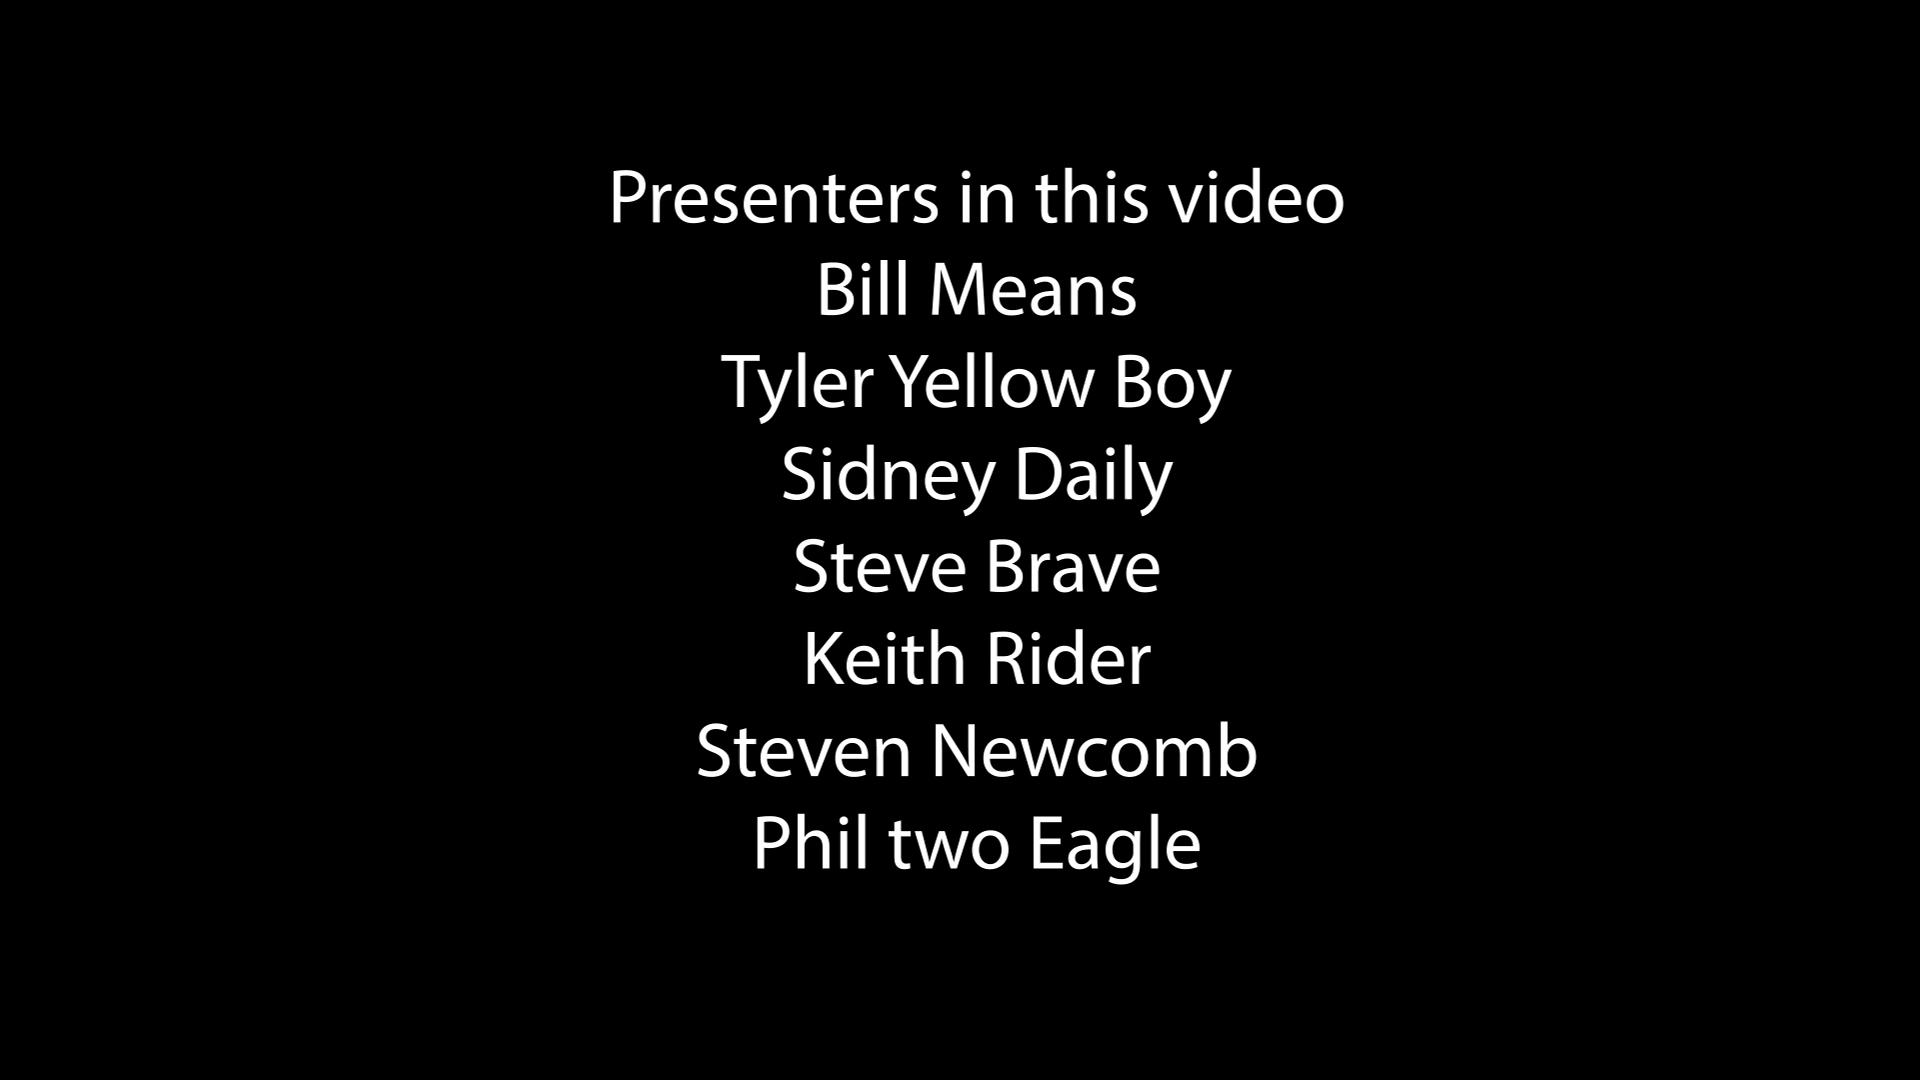 Presenters in this video
Bill Means
Tyler Yellow Boy
Sidney Daily
Steve Brave
Keith Rider
Steven Newcomb
Phil two Eagle